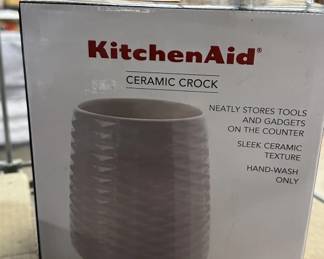 KitchenAid®
CERAMIC CROCK
NEATLY STORES TOOLS
AND GADGETS
ON THE COUNTER
SLEEK CERAMIC
TEXTURE
HAND-WASH
ONLY